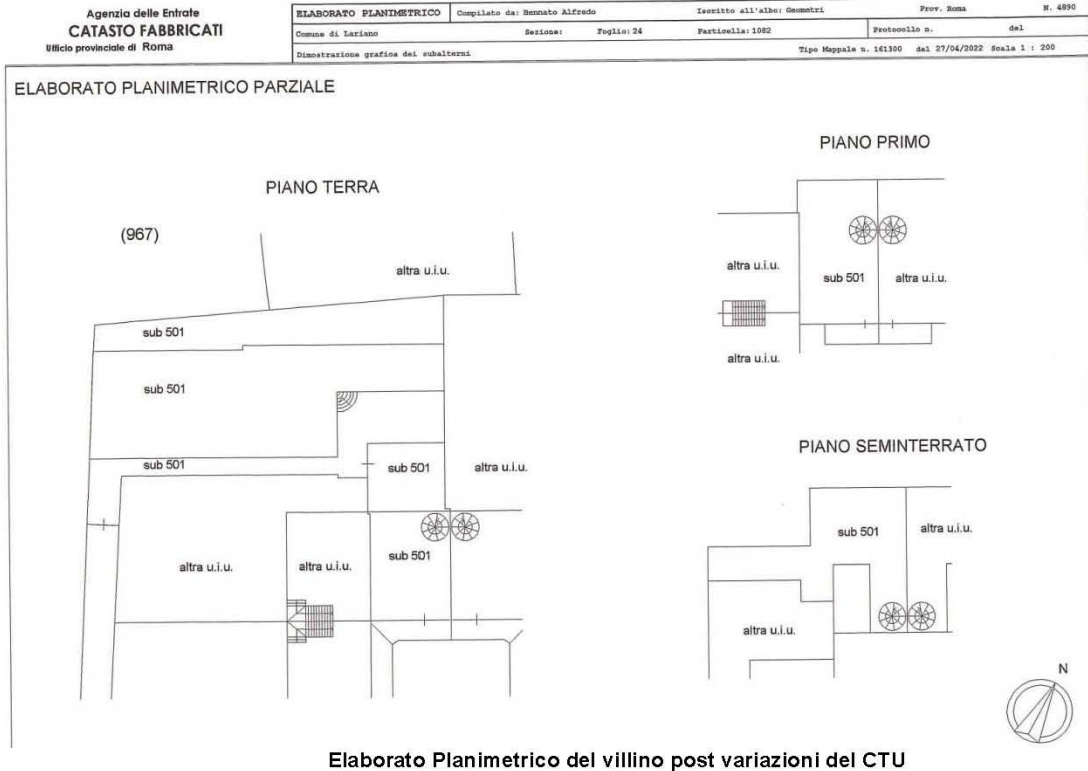 Agenzia delle Entrate
CATASTO FABBRICATI
Ufficio provinciale di Roma
ELABORATO PLANIMETRICO
Compilato da: Bennato Alfredo
Iscritto all'albo: Geometri
Prov. Roma
N. 4890
Comune di Lariano
Sezione:
Foglio: 24
Particella: 1082
Protocollo n.
del
Dimostrazione grafica dei subalterni
Tipo Mappale n. 161300 del 27/04/2022 Scala 1 : 200
ELABORATO PLANIMETRICO PARZIALE
PIANO TERRA
(967)
altra u.i.u.
sub 501
sub 501
sub 501
sub 501
altra u.i.u.
sub 501
altra u.i.u.
altra u.i.u.
PIANO PRIMO
altra u.i.u.
sub 501
altra u.i.u.
altra u.i.u.
PIANO SEMINTERRATO
sub 501
altra u.i.u.
altra u.i.u.
N
Elaborato Planimetrico del villino post variazioni del CTU